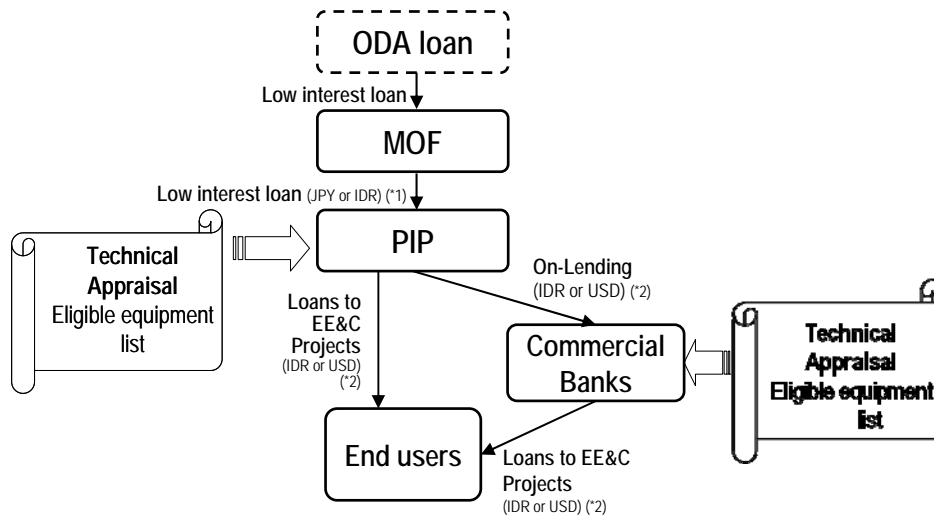 ODA loan
Low interest loan
MOF
Low interest loan (JPY or IDR) (*1)
PIP
Technical
Appraisal
Eligible equipment
list
On-Lending
(IDR or USD) (*2)
Loans to
EE&C
Projects
(IDR or USD)
(*2)
Commercial
Banks
Technical
Appraisal
Eligible equipment
list
End users
Loans to EE&C
Projects
(IDR or USD) (*2)